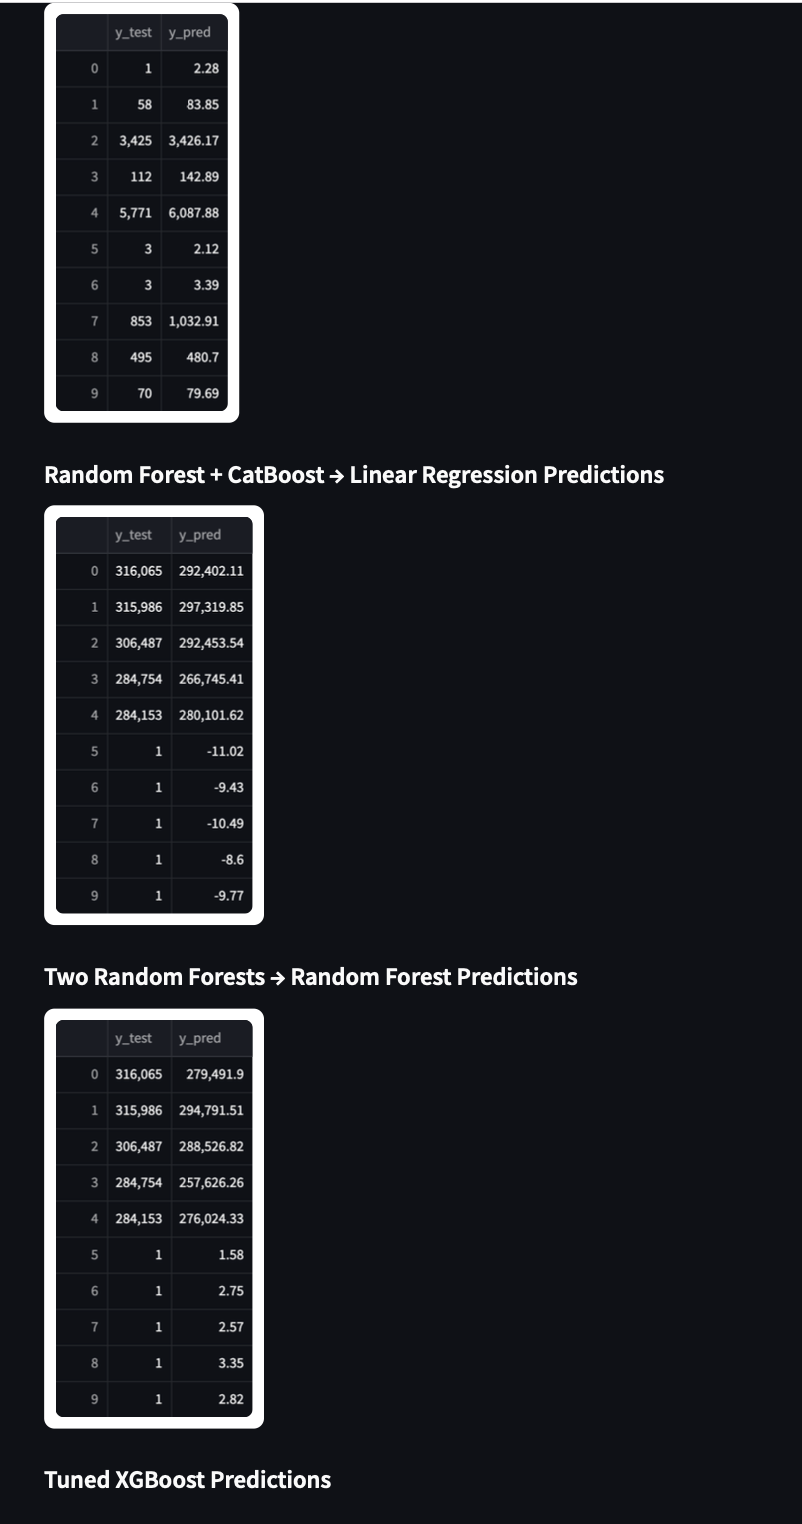 y_test y_pred
0 1 2.28
1 58 83.85
2 3,425 3,426.17
3 112 142.89
4 5,771 6,087.88
5 3 2.12
6 3 3.39
7 853 1,032.91
8 495 480.7
9 70 79.69
Random Forest + CatBoost → Linear Regression Predictions
y_test y_pred
0 316,065 292,402.11
1 315,986 297,319.85
2 306,487 292,453.54
3 284,754 266,745.41
4 284,153 280,101.62
5 1 -11.02
6 1 -9.43
7 1 -10.49
8 1 -8.6
9 1 -9.77
Two Random Forests → Random Forest Predictions
y_test y_pred
0 316,065 279,491.9
1 315,986 294,791.51
2 306,487 288,526.82
3 284,754 257,626.26
4 284,153 276,024.33
5 1 1.58
6 1 2.75
7 1 2.57
8 1 3.35
9 1 2.82
Tuned XGBoost Predictions